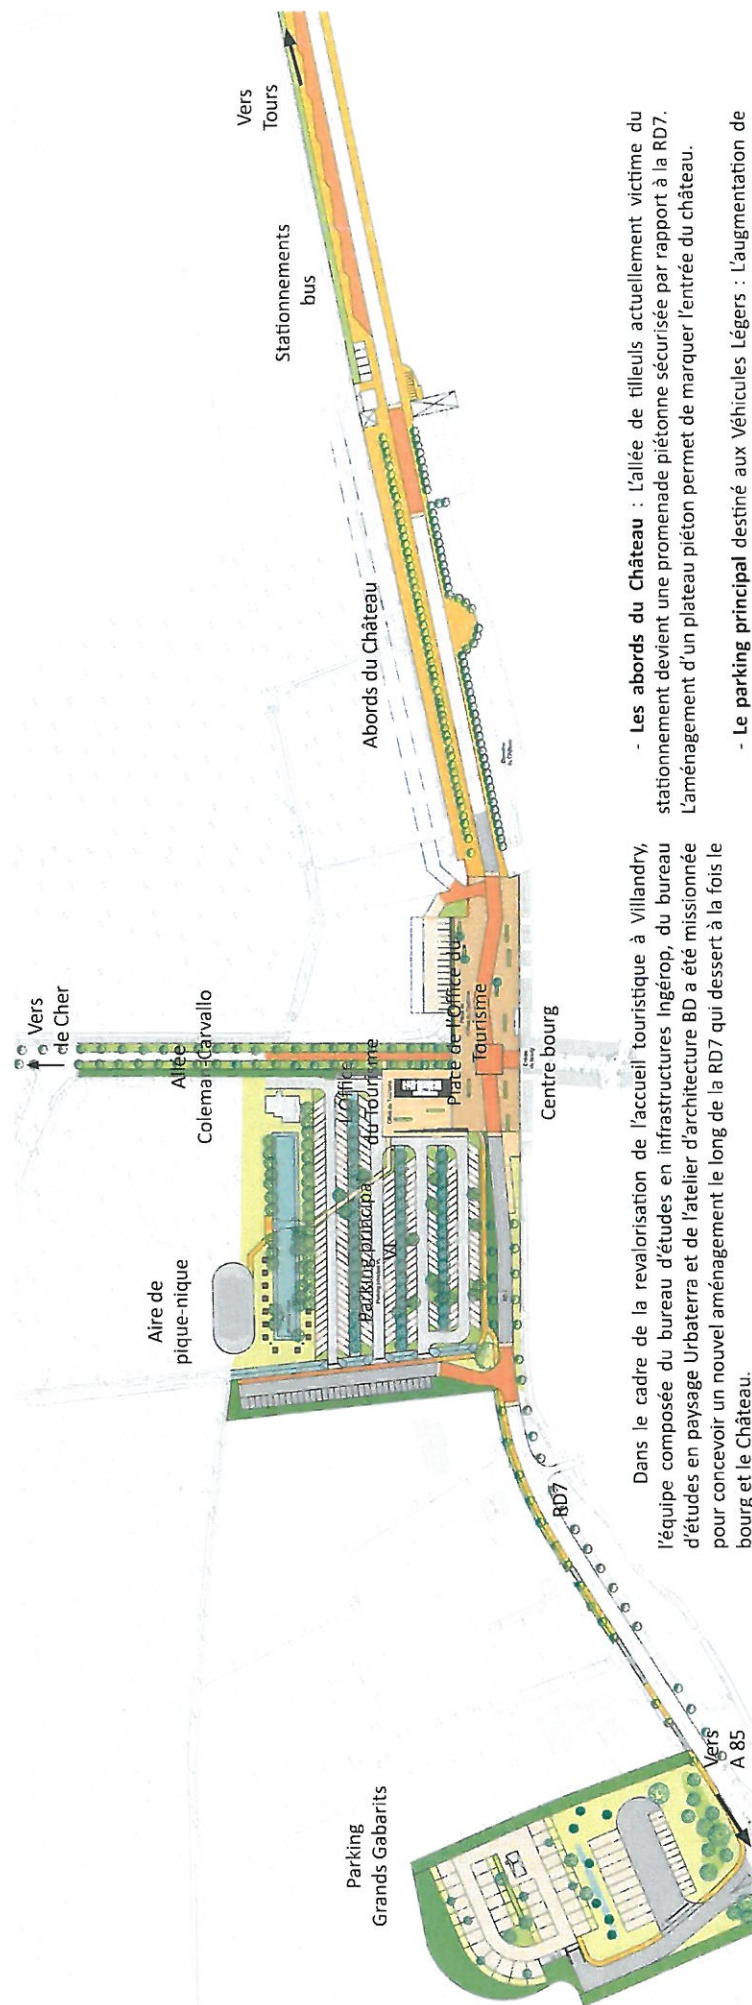 Vers
Tours
Stationnements
bus
Abords du Château
Vers
le Cher
Allée
Coleman-Carvallo
Office
du Tourisme
Place de l'Office du
Tourisme
Centre bourg
Aire de
pique-nique
Parking principal
VL
RD7
Parking
Grands Gabarits
Vers
A 85
Dans le cadre de la revalorisation de l'accueil touristique à Villandry,
l'équipe composée du bureau d'études en infrastructures Ingérop, du bureau
d'études en paysage Urbaterra et de l'atelier d'architecture BD a été missionnée
pour concevoir un nouvel aménagement le long de la RD7 qui dessert à la fois le
bourg et le Château.
- Les abords du Château : L'allée de tilleuls actuellement victime du
stationnement devient une promenade piétonne sécurisée par rapport à la RD7.
L'aménagement d'un plateau piéton permet de marquer l'entrée du château.
- Le parking principal destiné aux Véhicules Légers : L'augmentation de